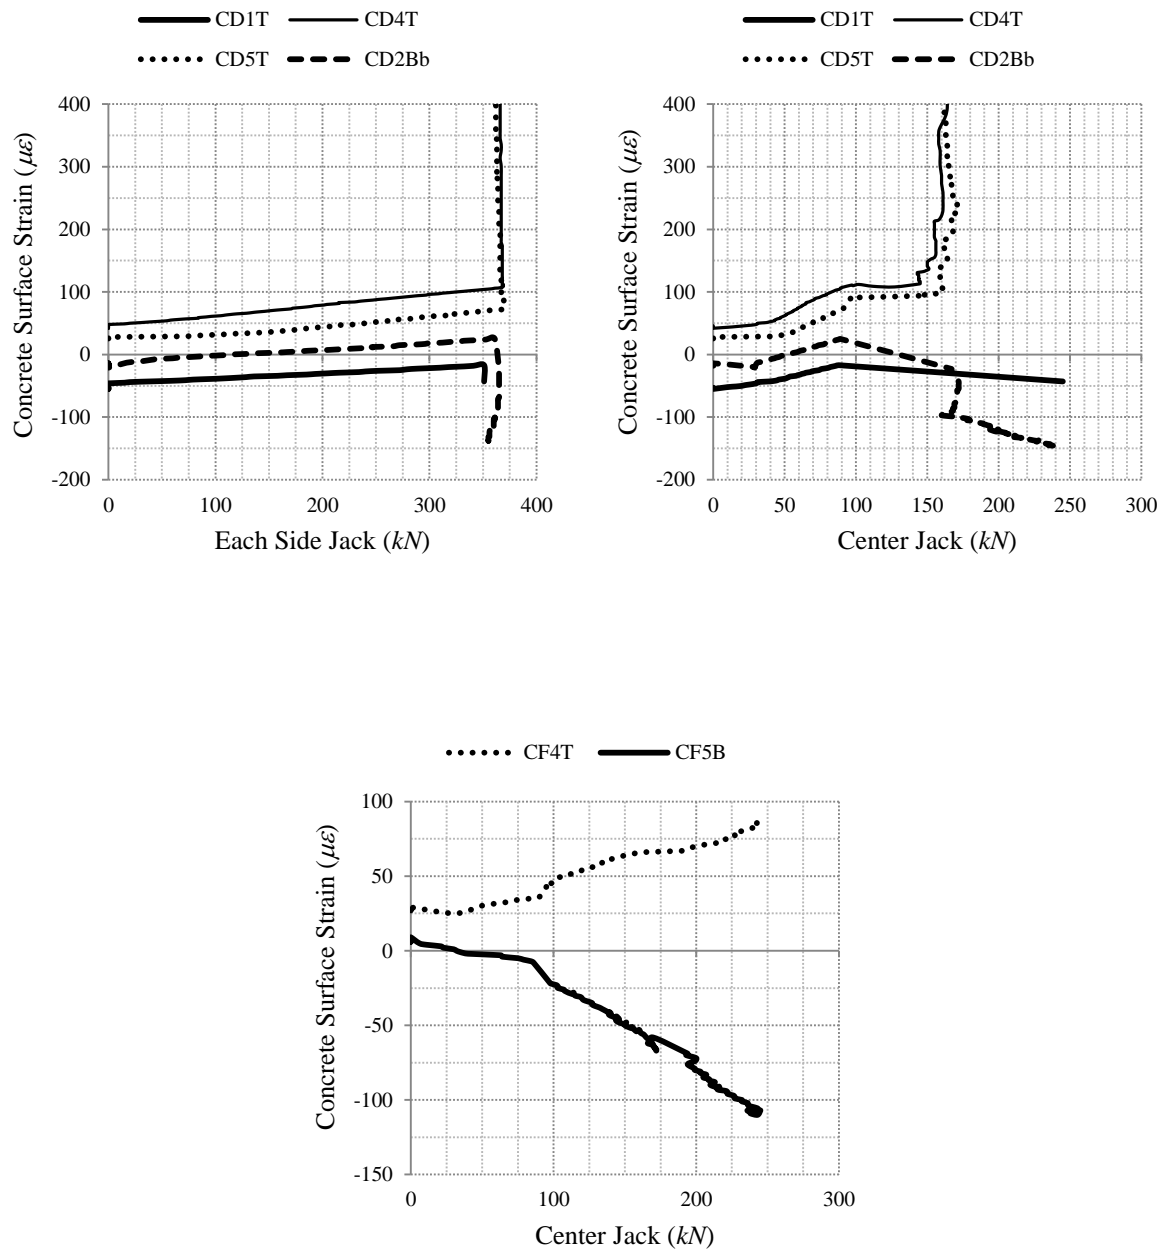 CD1T CD4T
CD5T CD2Bb
400
300
200
100
0
-100
-200
0 100 200 300 400
Concrete Surface Strain (με)
Each Side Jack (kN)
CD1T CD4T
CD5T CD2Bb
400
300
200
100
0
-100
-200
0 50 100 150 200 250 300
Concrete Surface Strain (με)
Center Jack (kN)
CF4T CF5B
100
50
0
-50
-100
-150
0 100 200 300
Concrete Surface Strain (με)
Center Jack (kN)